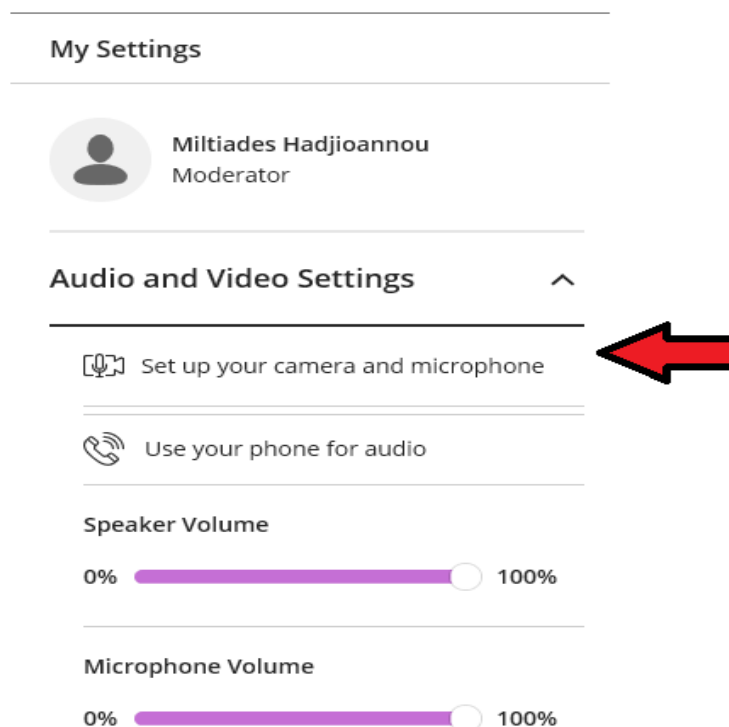 My Settings
Miltiades Hadjioannou
Moderator
Audio and Video Settings
Set up your camera and microphone
Use your phone for audio
Speaker Volume
0% 100%
Microphone Volume
0% 100%